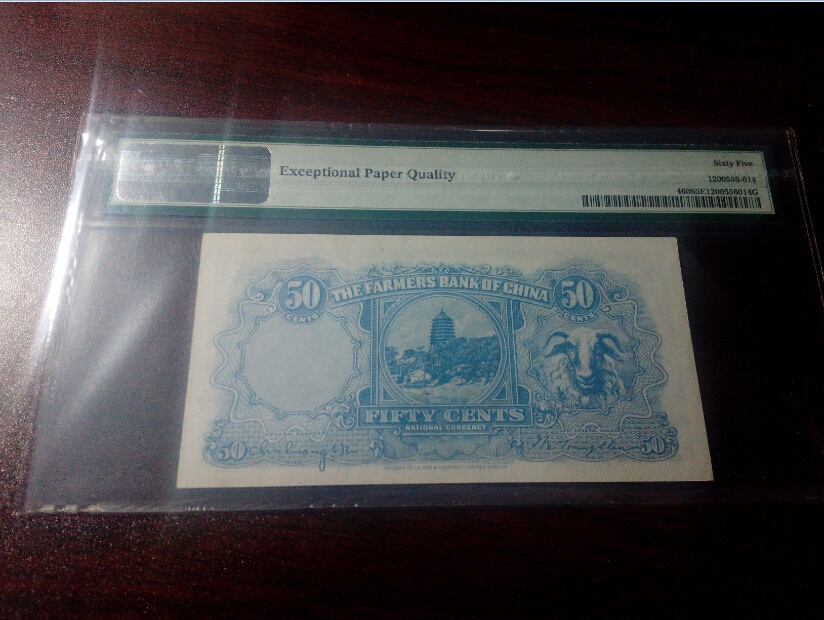 Exceptional Paper Quality
Sixty Five
1200556-014
46065E1200556014G
50 THE FARMERS BANK OF CHINA 50
CENTS CENTS
FIFTY CENTS
NATIONAL CURRENCY
50 50